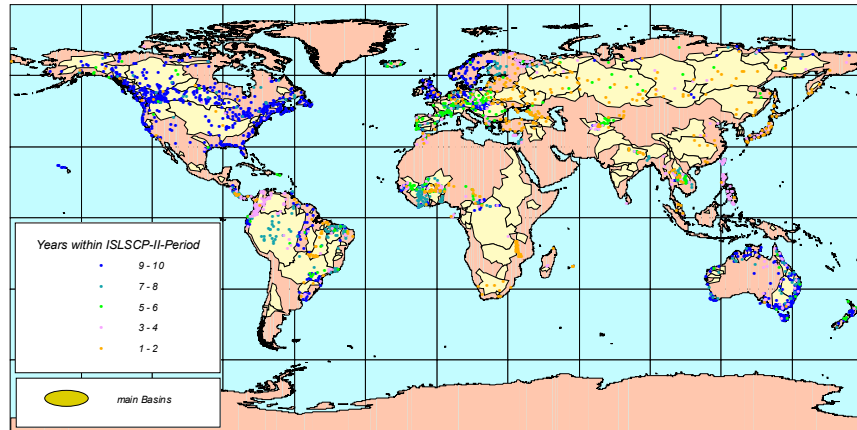 Years within ISLSCP-II-Period
9 - 10
7 - 8
5 - 6
3 - 4
1 - 2
main Basins